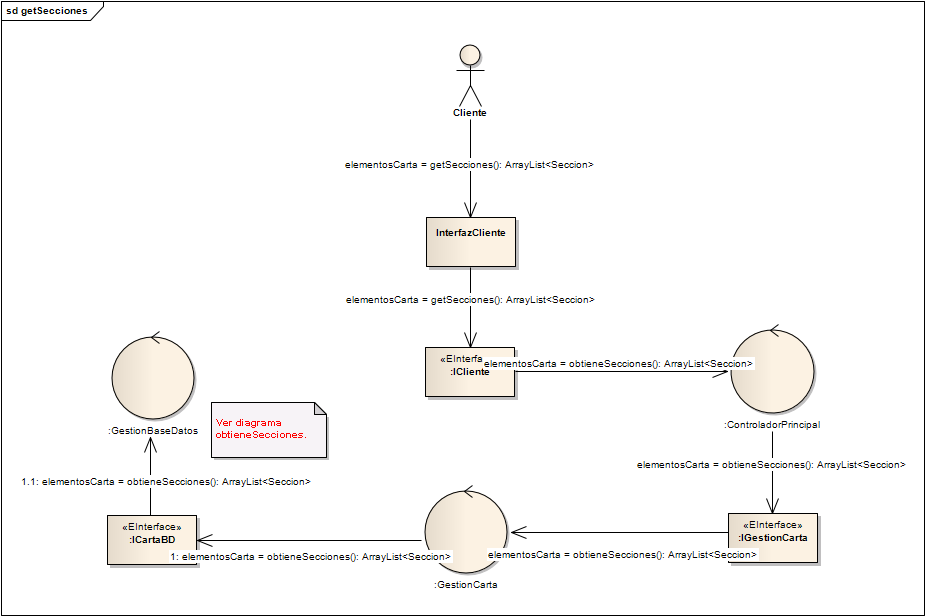 sd getSecciones
Cliente
elementosCarta = getSecciones(): ArrayList<Seccion>
InterfazCliente
elementosCarta = getSecciones(): ArrayList<Seccion>
«EInterfa
:ICliente
elementosCarta = obtieneSecciones(): ArrayList<Seccion>
:ControladorPrincipal
elementosCarta = obtieneSecciones(): ArrayList<Seccion>
«EInterface»
:IGestionCarta
elementosCarta = obtieneSecciones(): ArrayList<Seccion>
:GestionCarta
1: elementosCarta = obtieneSecciones(): ArrayList<Seccion>
«EInterface»
:ICartaBD
1.1: elementosCarta = obtieneSecciones(): ArrayList<Seccion>
:GestionBaseDatos
Ver diagrama
obtieneSecciones.